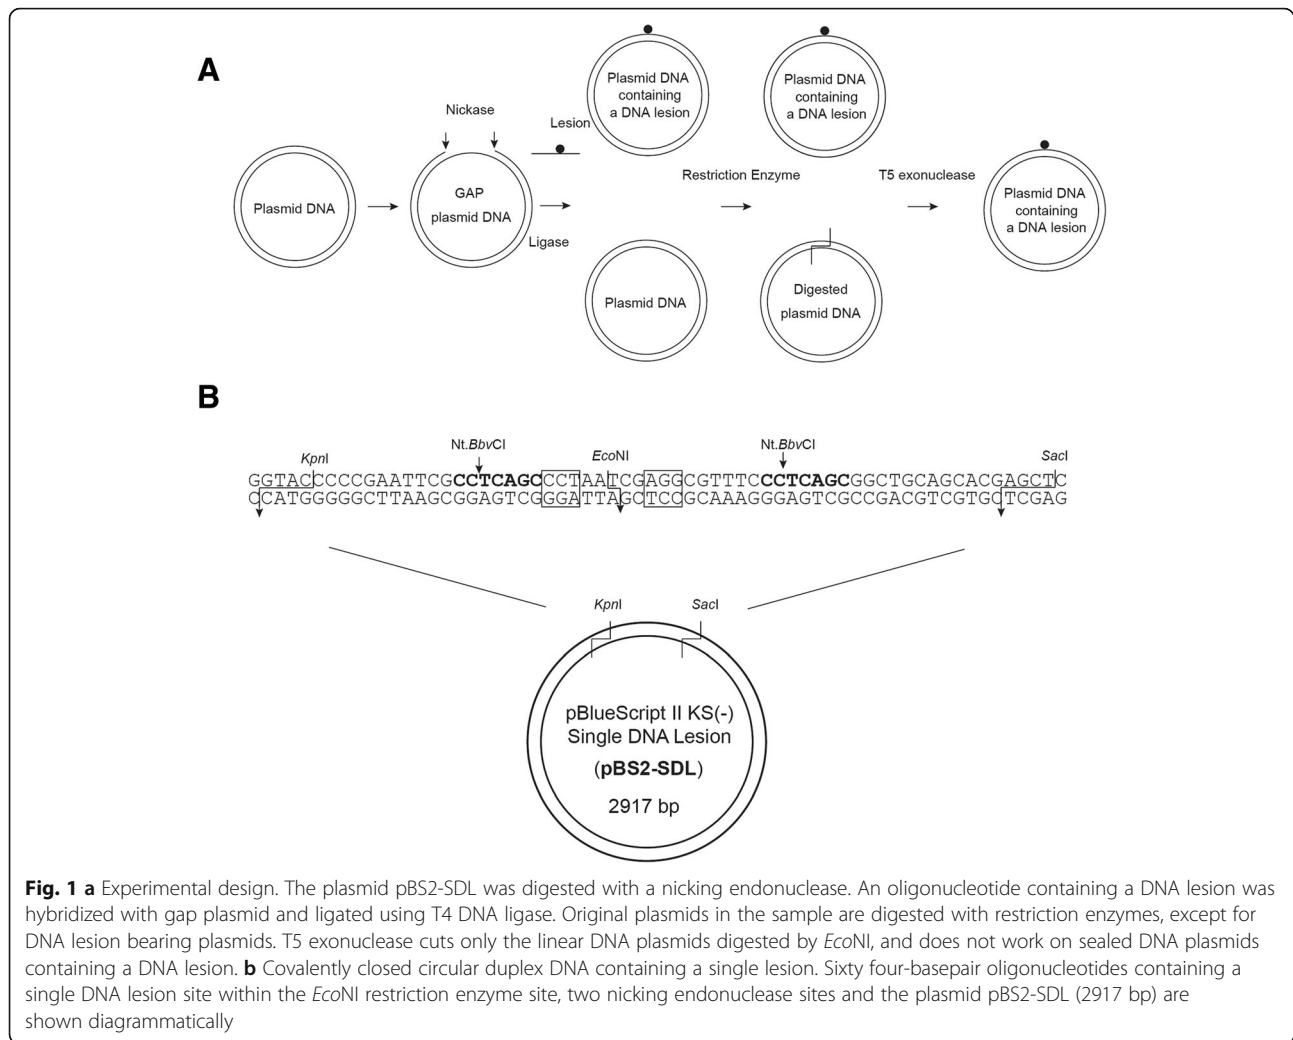 A
Nickase
Lesion
Plasmid DNA
containing
a DNA lesion
Plasmid DNA
containing
a DNA lesion
Restriction Enzyme
T5 exonuclease
Plasmid DNA
GAP
plasmid DNA
Ligase
Plasmid DNA
containing
a DNA lesion
Plasmid DNA
Digested
plasmid DNA
B
KpnI
Nt.BbvCI
EcoNI
Nt.BbvCI
SacI
GGTACCCCCGAATTCGCCTCAGCCCTAATCGAGGCGTTTCCCTCAGCGGCTGCAGCACGAGCTC
CCATGGGGGCTTAAGCGGAGTCGGGATTAGCTCCGCAAAGGGAGTCGCCGACGTCGTGCTCGAG
KpnI
SacI
pBlueScript II KS(-)
Single DNA Lesion
(pBS2-SDL)
2917 bp
Fig. 1 a Experimental design. The plasmid pBS2-SDL was digested with a nicking endonuclease. An oligonucleotide containing a DNA lesion was
hybridized with gap plasmid and ligated using T4 DNA ligase. Original plasmids in the sample are digested with restriction enzymes, except for
DNA lesion bearing plasmids. T5 exonuclease cuts only the linear DNA plasmids digested by EcoNI, and does not work on sealed DNA plasmids
containing a DNA lesion. b Covalently closed circular duplex DNA containing a single lesion. Sixty four-basepair oligonucleotides containing a
single DNA lesion site within the EcoNI restriction enzyme site, two nicking endonuclease sites and the plasmid pBS2-SDL (2917 bp) are
shown diagrammatically